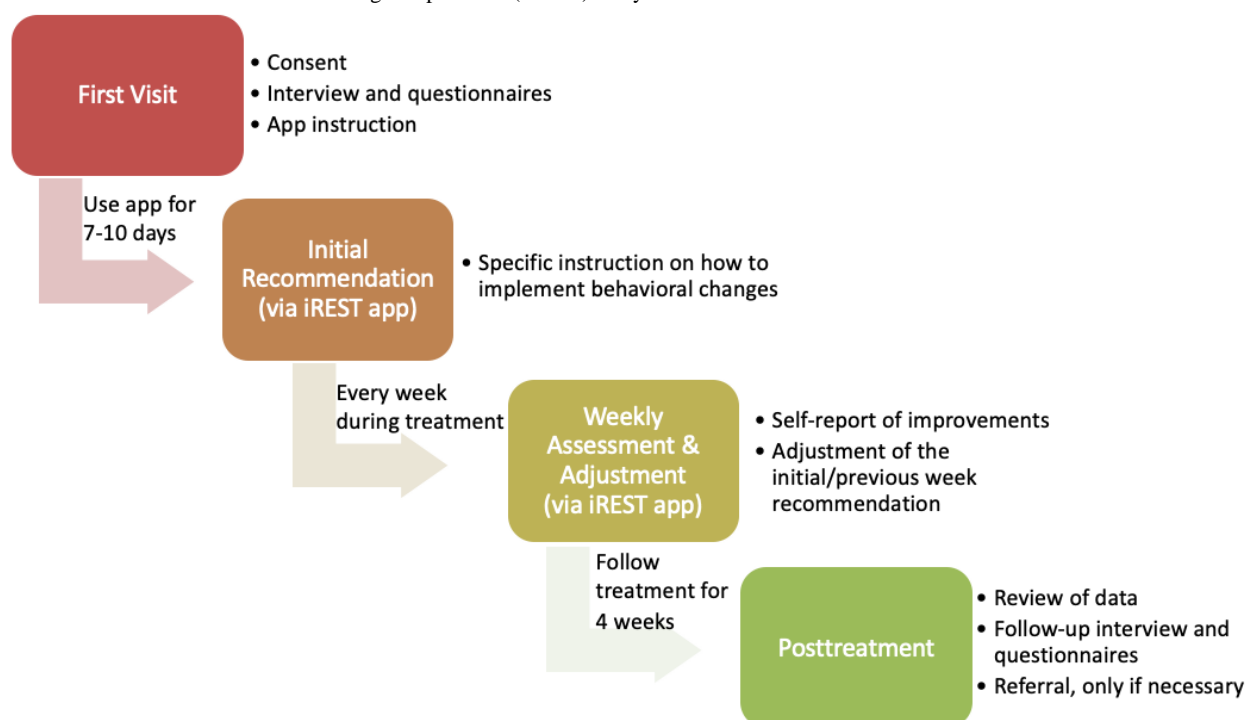 First Visit
• Consent
• Interview and questionnaires
• App instruction
Use app for
7-10 days
Initial
Recommendation
(via iREST app)
• Specific instruction on how to
implement behavioral changes
Every week
during treatment
Weekly
Assessment &
Adjustment
(via iREST app)
• Self-report of improvements
• Adjustment of the
initial/previous week
recommendation
Follow
treatment for
4 weeks
Posttreatment
• Review of data
• Follow-up interview and
questionnaires
• Referral, only if necessary